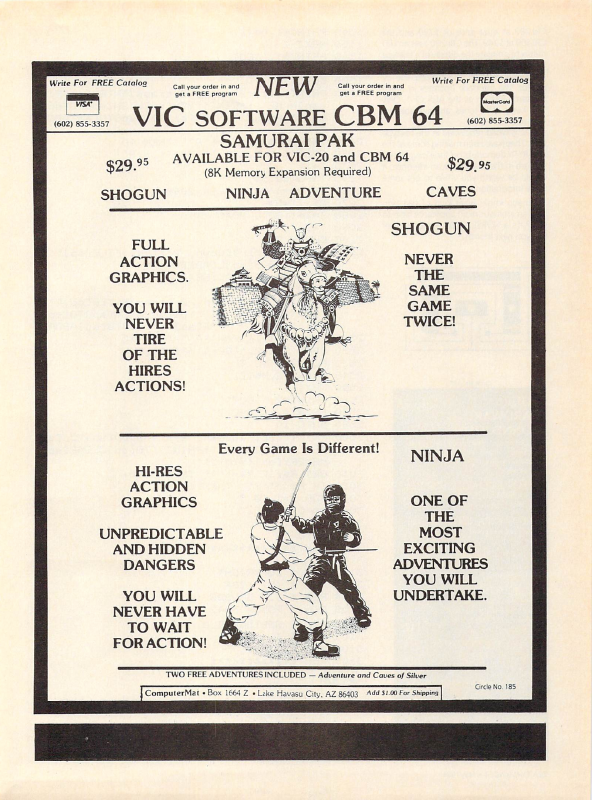 Write For FREE Catalog
VISA
(602) 855-3357
Call your order in and
get a FREE program
NEW
Call your order in and
get a FREE program
Write For FREE Catalog
MasterCard
(602) 855-3357
VIC SOFTWARE CBM 64
SAMURAI PAK
$29.95
AVAILABLE FOR VIC-20 and CBM 64
$29.95
(8K Memory Expansion Required)
SHOGUN NINJA ADVENTURE CAVES
FULL
ACTION
GRAPHICS.
YOU WILL
NEVER
TIRE
OF THE
HIRES
ACTIONS!
SHOGUN
NEVER
THE
SAME
GAME
TWICE!
Every Game Is Different!
HI-RES
ACTION
GRAPHICS
UNPREDICTABLE
AND HIDDEN
DANGERS
YOU WILL
NEVER HAVE
TO WAIT
FOR ACTION!
NINJA
ONE OF
THE
MOST
EXCITING
ADVENTURES
YOU WILL
UNDERTAKE.
TWO FREE ADVENTURES INCLUDED — Adventure and Caves of Silver
ComputerMat • Box 1664 Z • Lake Havasu City, AZ 86403 Add $1.00 For Shipping
Circle No. 185